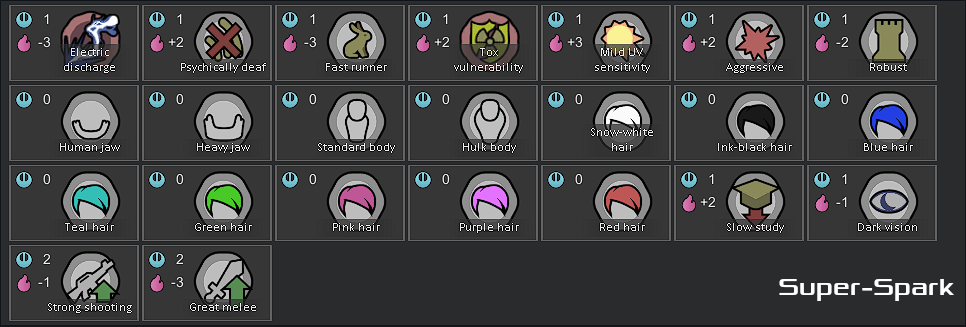 1 1 1 1 1 1 1
-3 +2 -3 +2 +3 +2 -2
Electric discharge
Psychically deaf
Fast runner
Tox vulnerability
Mild UV sensitivity
Aggressive
Robust
0 0 0 0 0 0 0
Human jaw
Heavy jaw
Standard body
Hulk body
Snow-white hair
Ink-black hair
Blue hair
0 0 0 0 0 1 1
+2 -1
Teal hair
Green hair
Pink hair
Purple hair
Red hair
Slow study
Dark vision
2 2
-1 -3
Strong shooting
Great melee
Super-Spark